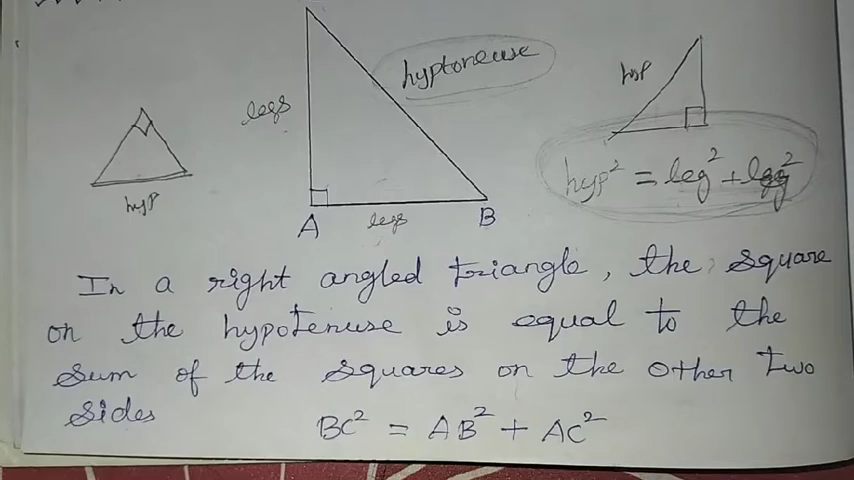 hyptoneuse
hyp
legs
hyp
hyp² = leg² + leg²
A
legs
B
In a right angled triangle, the square
on the hypotenuse is equal to the
sum of the squares on the other two
sides
BC² = AB² + AC²